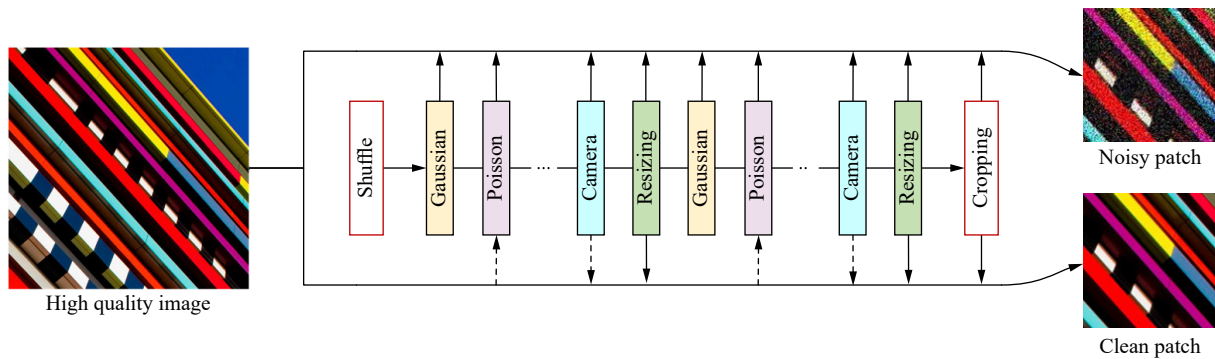 High quality image
Shuffle
Gaussian
Poisson
...
Camera
Resizing
Gaussian
Poisson
..
Camera
Resizing
Cropping
Noisy patch
Clean patch